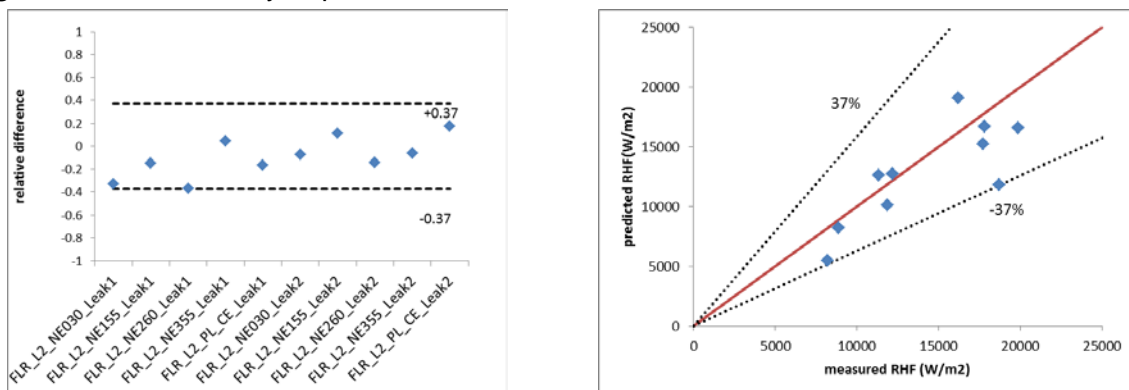 1
0.8
0.6
0.4
0.2
0
-0.2
-0.4
-0.6
-0.8
-1
relative difference
+0.37
-0.37
FLR_L2_NE030_Leak1
FLR_L2_NE155_Leak1
FLR_L2_NE260_Leak1
FLR_L2_NE355_Leak1
FLR_L2_PL_CE_Leak1
FLR_L2_NE030_Leak2
FLR_L2_NE155_Leak2
FLR_L2_NE260_Leak2
FLR_L2_NE355_Leak2
FLR_L2_PL_CE_Leak2
25000
20000
15000
10000
5000
0
predicted RHF (W/m2)
37%
-37%
0 5000 10000 15000 20000 25000
measured RHF (W/m2)